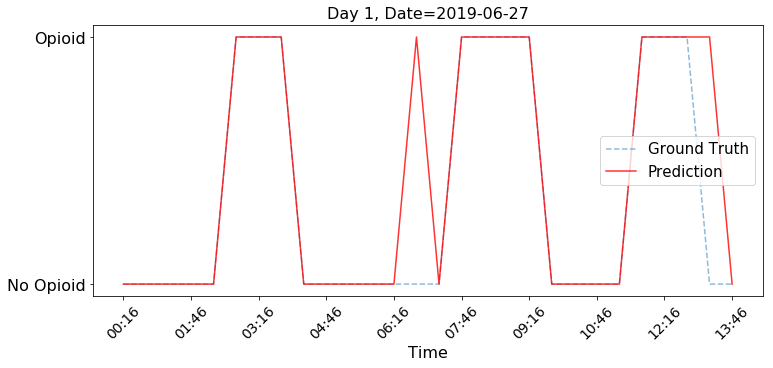 Day 1, Date=2019-06-27
Opioid
No Opioid
Ground Truth
Prediction
00:16 01:46 03:16 04:46 06:16 07:46 09:16 10:46 12:16 13:46
Time